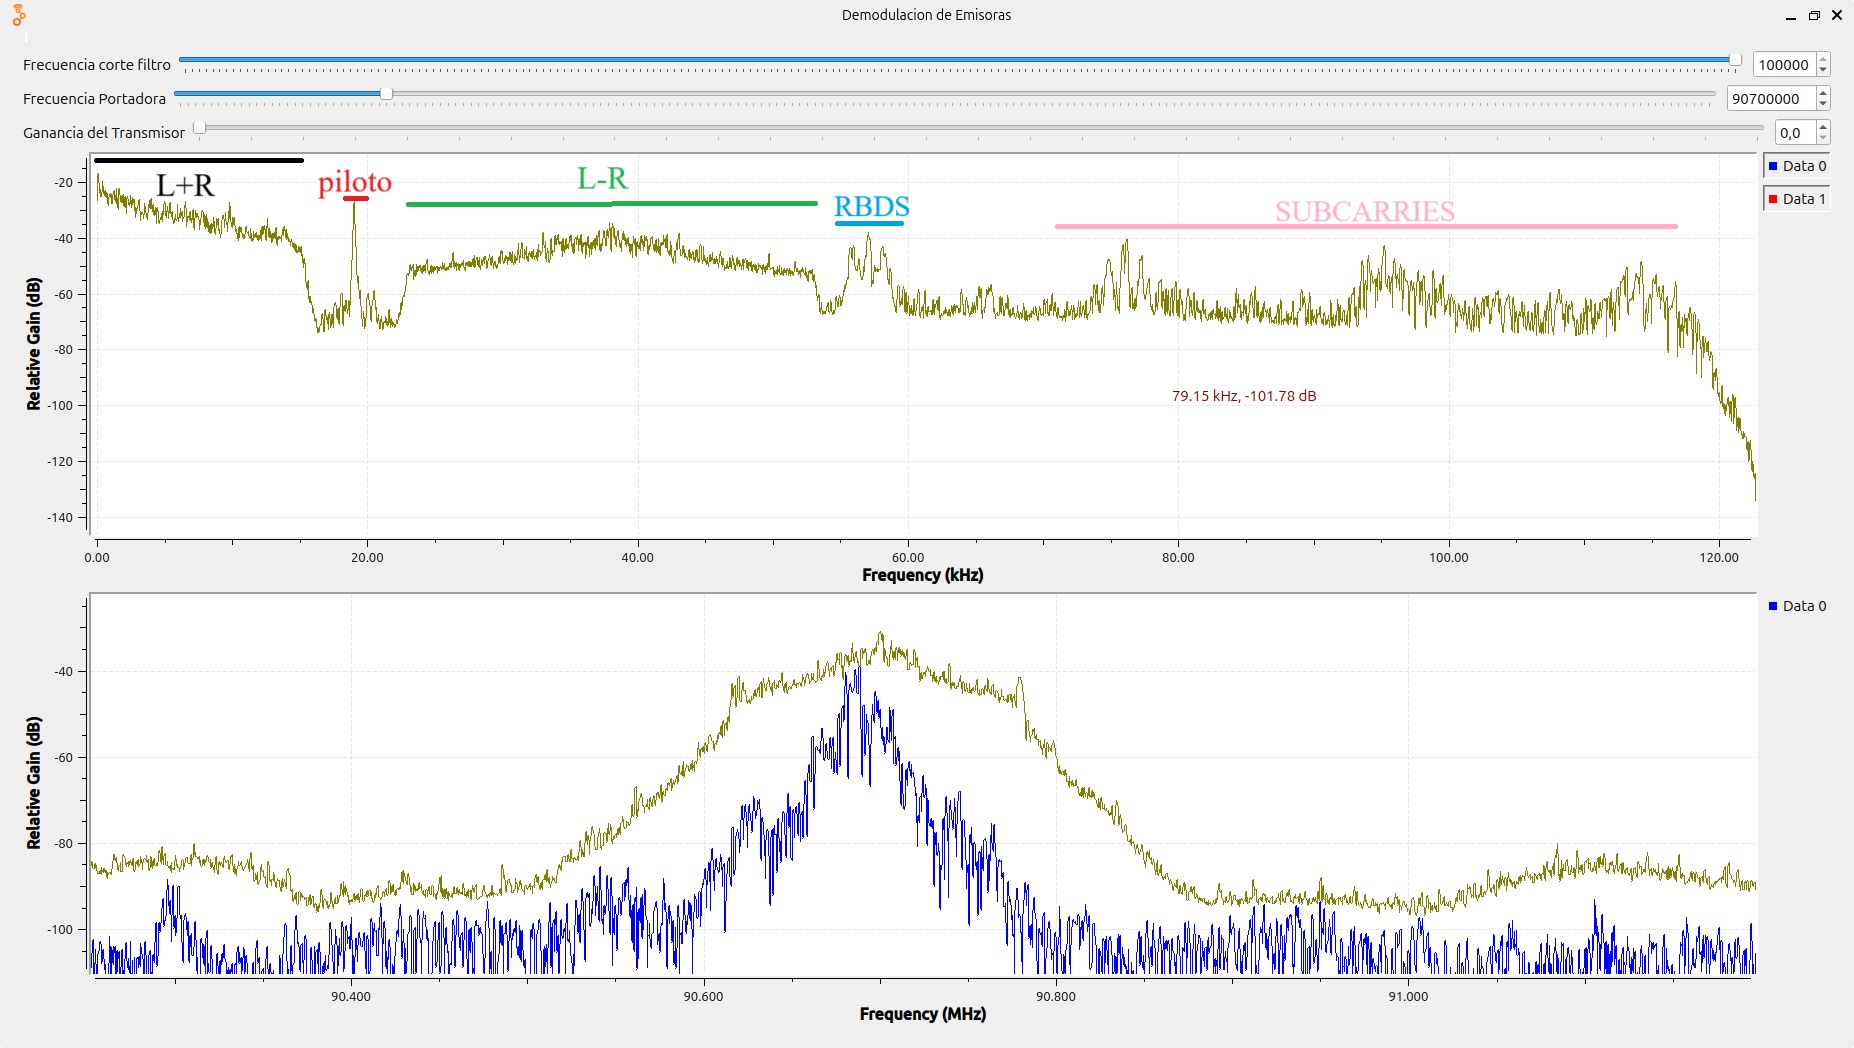 Demodulacion de Emisoras
Frecuencia corte filtro 100000
Frecuencia Portadora 90700000
Ganancia del Transmisor 0,0
L+R piloto L-R RBDS SUBCARRIES
Data 0
Data 1
Relative Gain (dB)
-20
-40
-60
-80
-100
-120
-140
79.15 kHz, -101.78 dB
0.00 20.00 40.00 60.00 80.00 100.00 120.00
Frequency (kHz)
Data 0
Relative Gain (dB)
-40
-60
-80
-100
90.400 90.600 90.800 91.000
Frequency (MHz)